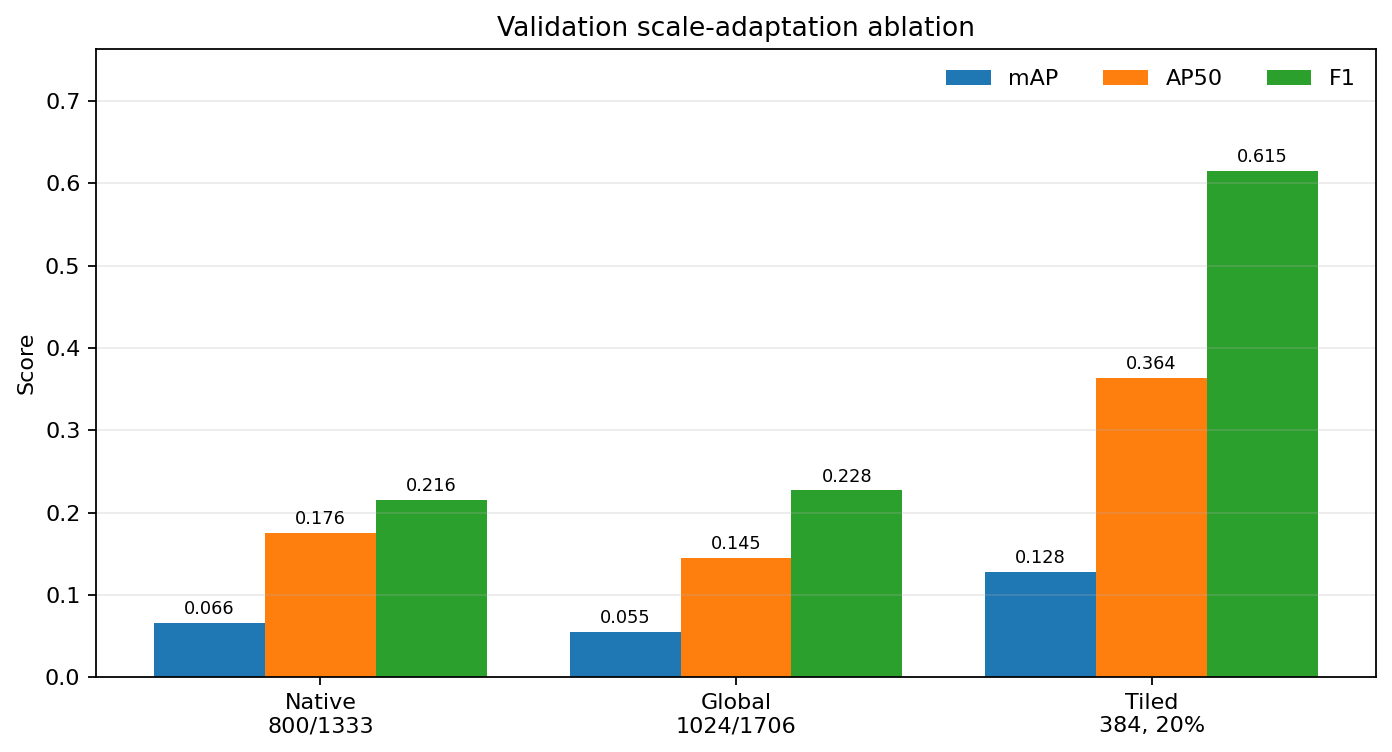 Validation scale-adaptation ablation
mAP
AP50
F1
Score
0.7
0.6
0.5
0.4
0.3
0.2
0.1
0.0
0.066
0.176
0.216
0.055
0.145
0.228
0.128
0.364
0.615
Native
800/1333
Global
1024/1706
Tiled
384, 20%